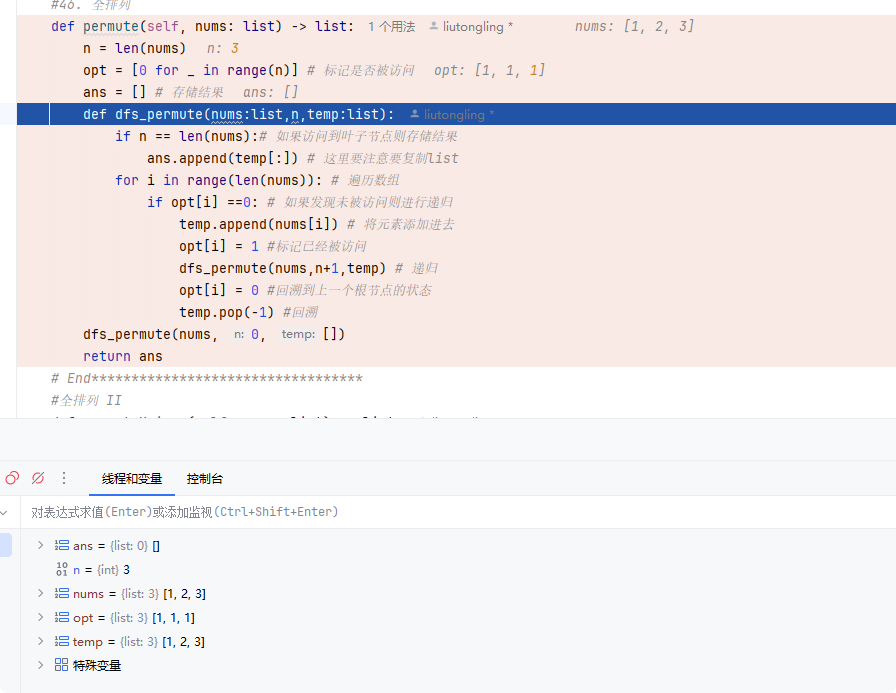 #46. 全排列
def permute(self, nums: list) -> list:  1 个用法  liutongling *  nums: [1, 2, 3]
n = len(nums)  n: 3
opt = [0 for _ in range(n)] # 标记是否被访问  opt: [1, 1, 1]
ans = [] # 存储结果  ans: []
def dfs_permute(nums:list,n,temp:list):  liutongling *
if n == len(nums):# 如果访问到叶子节点则存储结果
ans.append(temp[:]) # 这里要注意要复制list
for i in range(len(nums)): # 遍历数组
if opt[i] ==0: # 如果发现未被访问则进行递归
temp.append(nums[i]) # 将元素添加进去
opt[i] = 1 #标记已经被访问
dfs_permute(nums,n+1,temp) # 递归
opt[i] = 0 #回溯到上一个根节点的状态
temp.pop(-1) #回溯
dfs_permute(nums,  n: 0,  temp: [])
return ans
# End**********************************
#全排列 II
线程和变量  控制台
对表达式求值(Enter)或添加监视(Ctrl+Shift+Enter)
ans = {list: 0} []
n = {int} 3
nums = {list: 3} [1, 2, 3]
opt = {list: 3} [1, 1, 1]
temp = {list: 3} [1, 2, 3]
特殊变量